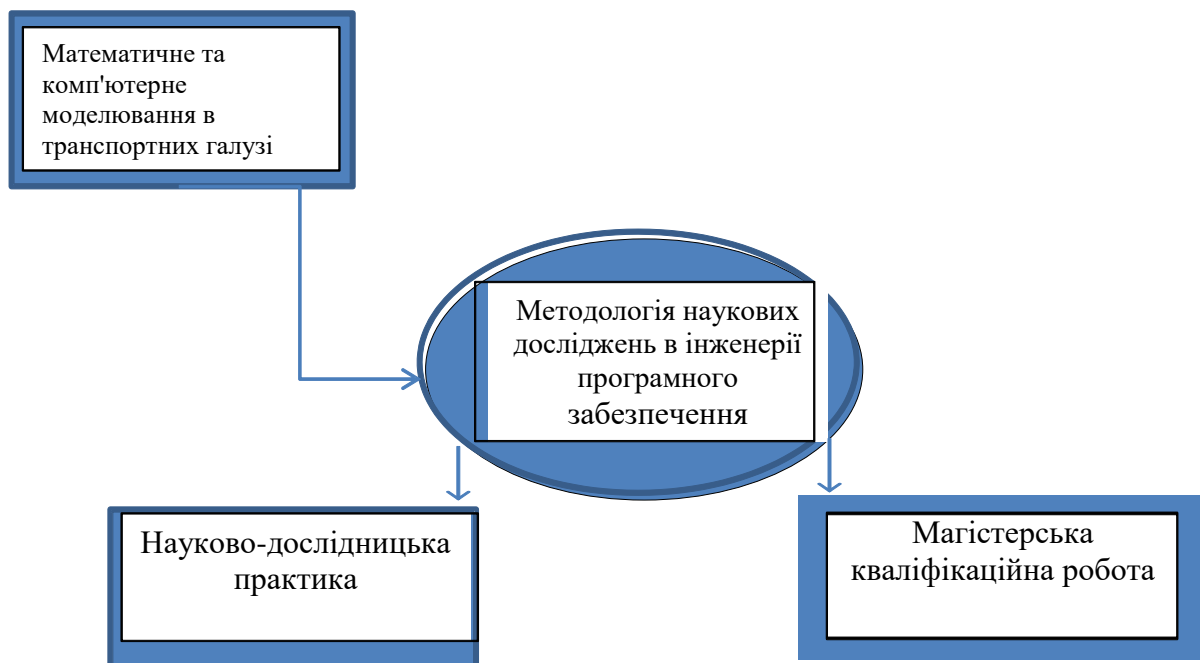 Математичне та
комп'ютерне
моделювання в
транспортних галузі
Методологія наукових
досліджень в інженерії
програмного
забезпечення
Науково-дослідницька
практика
Магістерська
кваліфікаційна робота